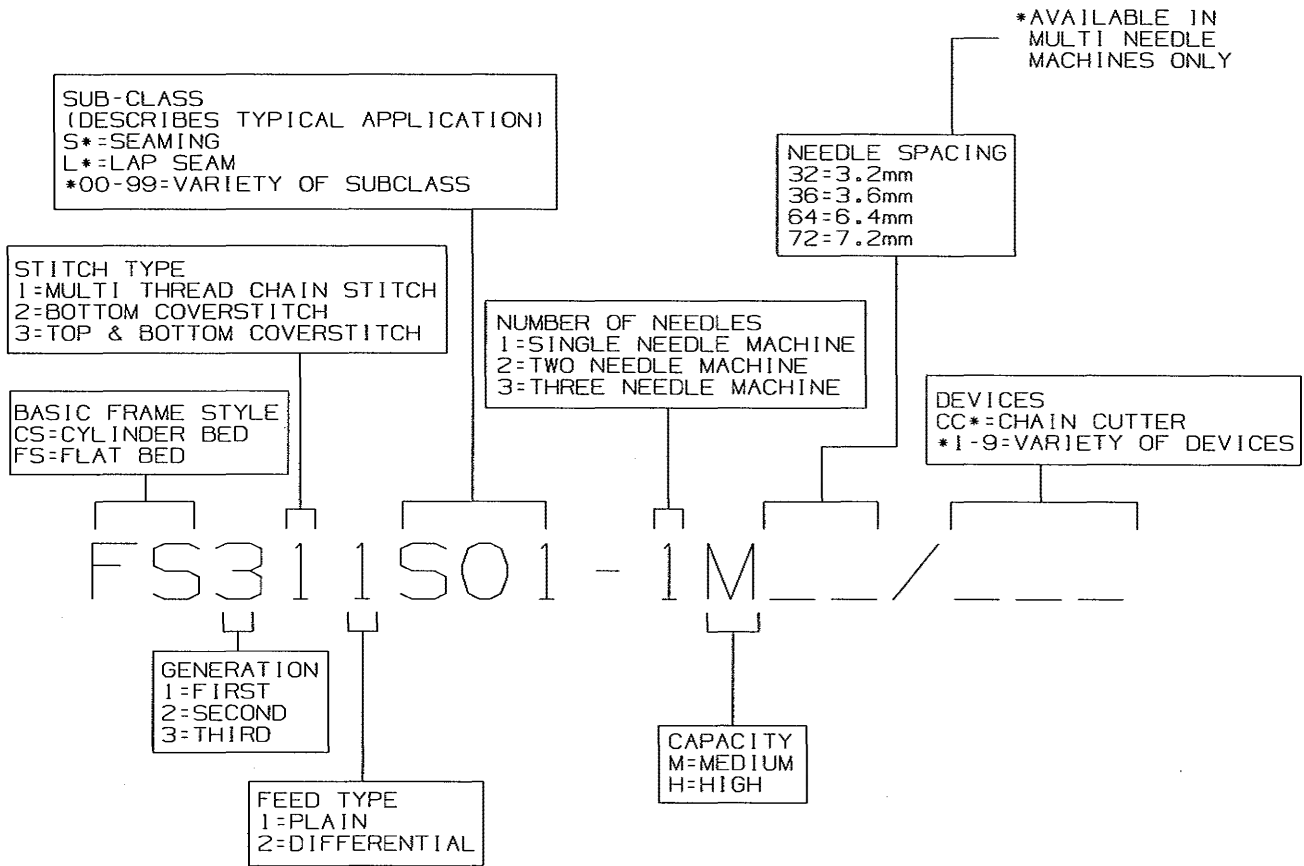 *AVAILABLE IN
MULTI NEEDLE
MACHINES ONLY
SUB-CLASS
(DESCRIBES TYPICAL APPLICATION)
S*=SEAMING
L*=LAP SEAM
*00-99=VARIETY OF SUBCLASS
NEEDLE SPACING
32=3.2mm
36=3.6mm
64=6.4mm
72=7.2mm
STITCH TYPE
1=MULTI THREAD CHAIN STITCH
2=BOTTOM COVERSTITCH
3=TOP & BOTTOM COVERSTITCH
NUMBER OF NEEDLES
1=SINGLE NEEDLE MACHINE
2=TWO NEEDLE MACHINE
3=THREE NEEDLE MACHINE
BASIC FRAME STYLE
CS=CYLINDER BED
FS=FLAT BED
DEVICES
CC*=CHAIN CUTTER
*1-9=VARIETY OF DEVICES
FS311S01-1M__/___
GENERATION
1=FIRST
2=SECOND
3=THIRD
CAPACITY
M=MEDIUM
H=HIGH
FEED TYPE
1=PLAIN
2=DIFFERENTIAL